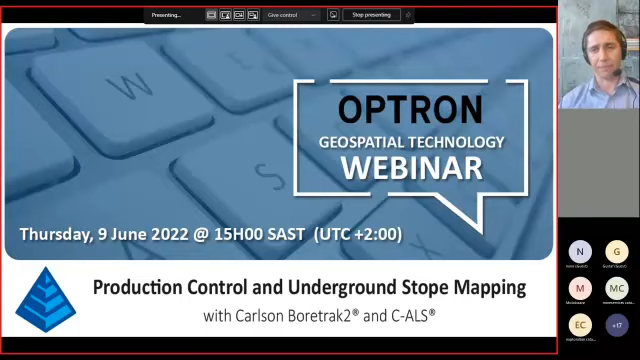 Presenting...
Give control
Stop presenting
W
S
X
OPTRON
GEOSPATIAL TECHNOLOGY
WEBINAR
Thursday, 9 June 2022 @ 15H00 SAST (UTC +2:00)
Production Control and Underground Stope Mapping
with Carlson Boretrak2® and C-ALS®
N
G
M
MC
EC
+17